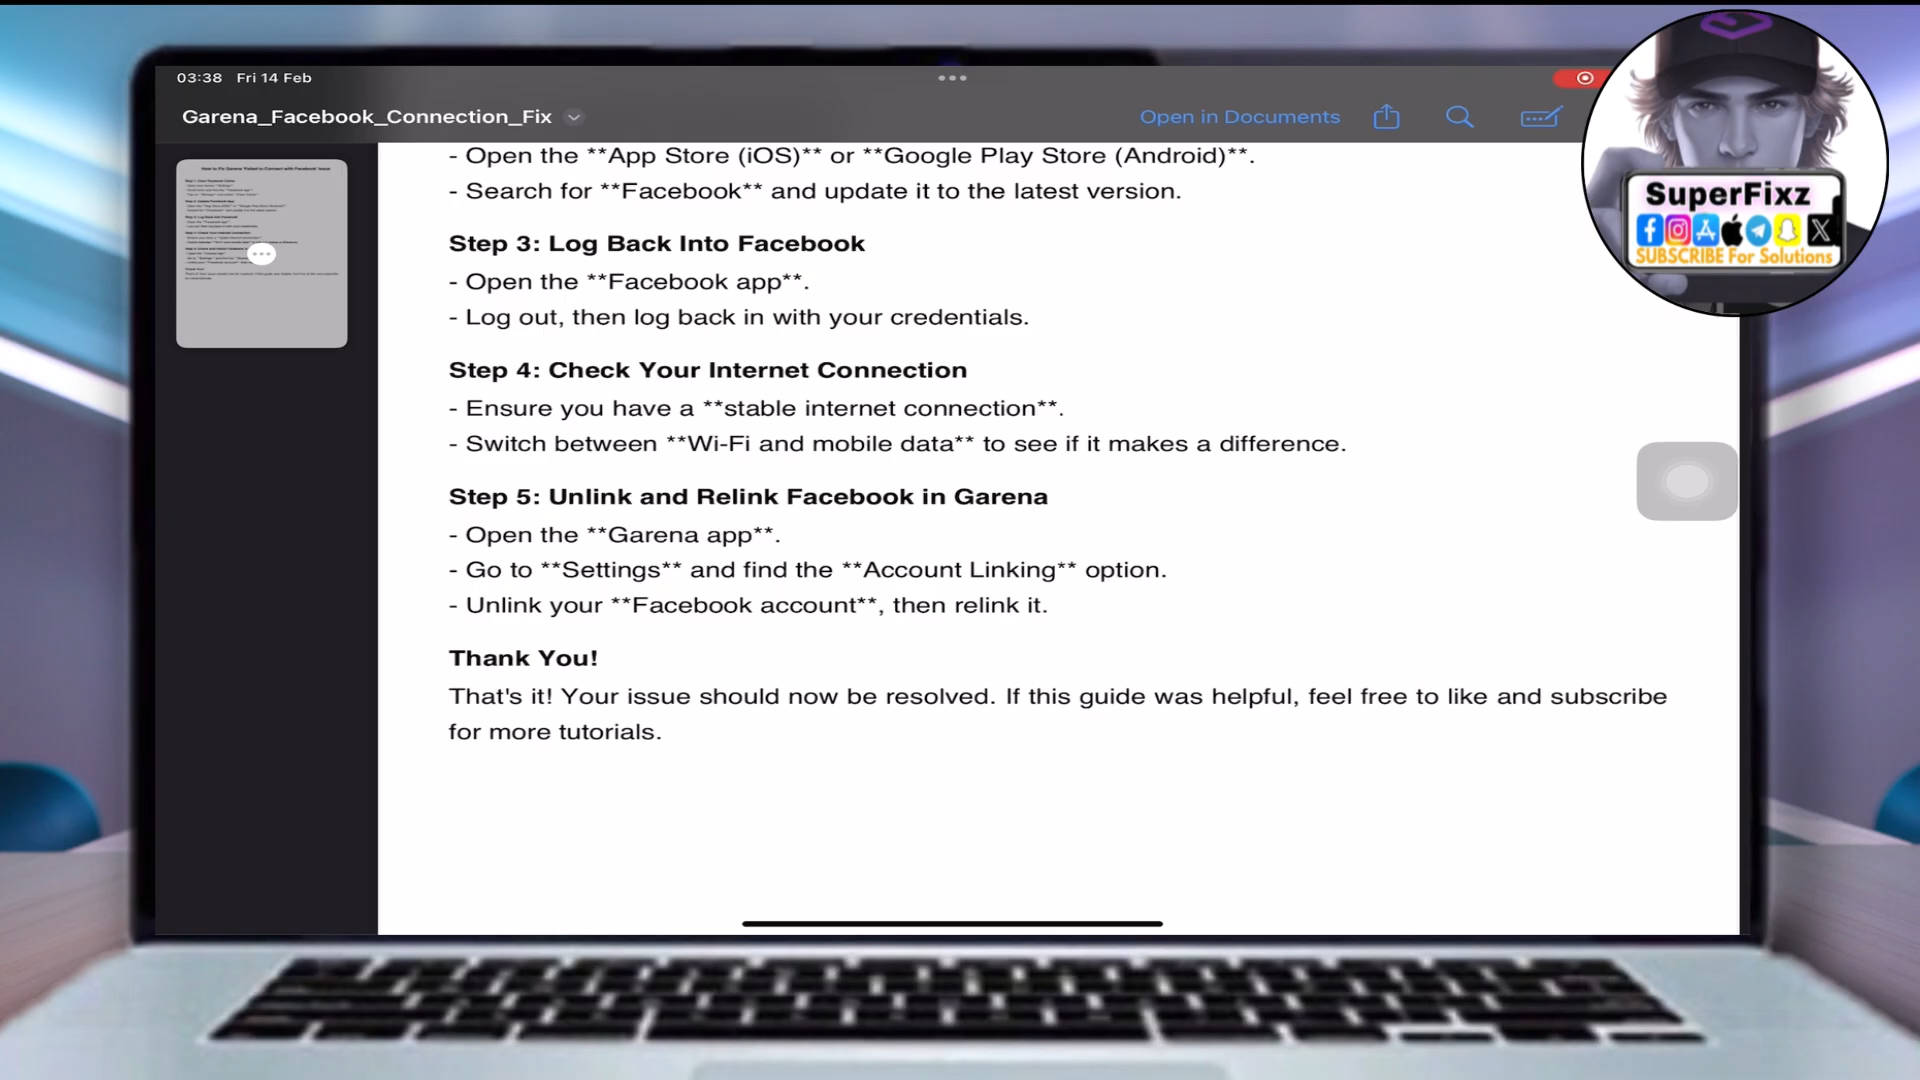 03:38 Fri 14 Feb
Garena_Facebook_Connection_Fix
Open in Documents
- Open the **App Store (iOS)** or **Google Play Store (Android)**.
- Search for **Facebook** and update it to the latest version.
Step 3: Log Back Into Facebook
- Open the **Facebook app**.
- Log out, then log back in with your credentials.
Step 4: Check Your Internet Connection
- Ensure you have a **stable internet connection**.
- Switch between **Wi-Fi and mobile data** to see if it makes a difference.
Step 5: Unlink and Relink Facebook in Garena
- Open the **Garena app**.
- Go to **Settings** and find the **Account Linking** option.
- Unlink your **Facebook account**, then relink it.
Thank You!
That's it! Your issue should now be resolved. If this guide was helpful, feel free to like and subscribe
for more tutorials.
SuperFixz
SUBSCRIBE For Solutions